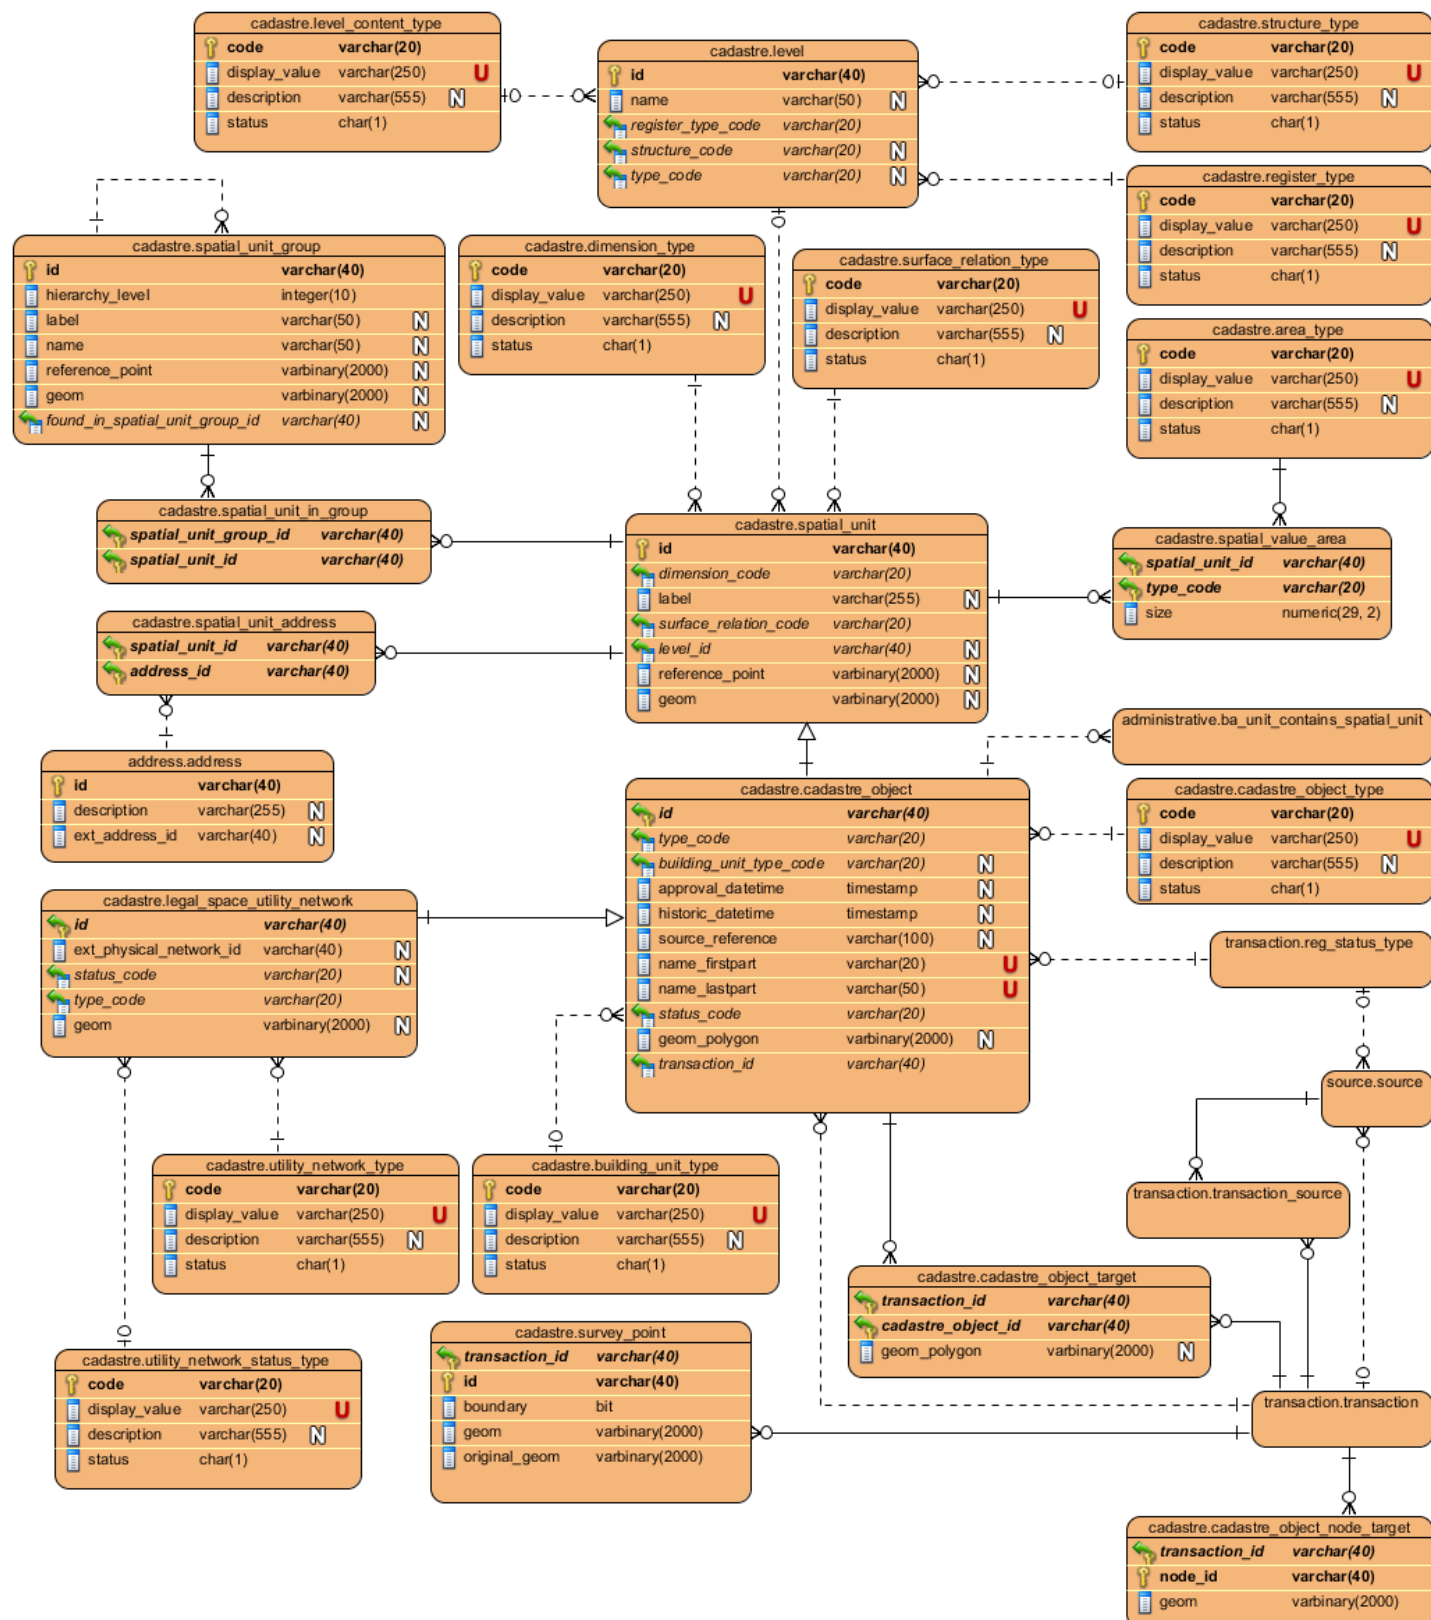 cadastre.level_content_type
code varchar(20)
display_value varchar(250) U
description varchar(555) N
status char(1)
cadastre.level
id varchar(40)
name varchar(50) N
register_type_code varchar(20)
structure_code varchar(20) N
type_code varchar(20) N
cadastre.structure_type
code varchar(20)
display_value varchar(250) U
description varchar(555) N
status char(1)
cadastre.register_type
code varchar(20)
display_value varchar(250) U
description varchar(555) N
status char(1)
cadastre.spatial_unit_group
id varchar(40)
hierarchy_level integer(10)
label varchar(50) N
name varchar(50) N
reference_point varbinary(2000) N
geom varbinary(2000) N
found_in_spatial_unit_group_id varchar(40) N
cadastre.dimension_type
code varchar(20)
display_value varchar(250) U
description varchar(555) N
status char(1)
cadastre.surface_relation_type
code varchar(20)
display_value varchar(250) U
description varchar(555) N
status char(1)
cadastre.area_type
code varchar(20)
display_value varchar(250) U
description varchar(555) N
status char(1)
cadastre.spatial_unit_in_group
spatial_unit_group_id varchar(40)
spatial_unit_id varchar(40)
cadastre.spatial_unit
id varchar(40)
dimension_code varchar(20)
label varchar(255) N
surface_relation_code varchar(20)
level_id varchar(40) N
reference_point varbinary(2000) N
geom varbinary(2000) N
cadastre.spatial_value_area
spatial_unit_id varchar(40)
type_code varchar(20)
size numeric(29, 2)
cadastre.spatial_unit_address
spatial_unit_id varchar(40)
address_id varchar(40)
administrative.ba_unit_contains_spatial_unit
address.address
id varchar(40)
description varchar(255) N
ext_address_id varchar(40) N
cadastre.cadastre_object
id varchar(40)
type_code varchar(20)
building_unit_type_code varchar(20) N
approval_datetime timestamp N
historic_datetime timestamp N
source_reference varchar(100) N
name_firstpart varchar(20) U
name_lastpart varchar(50) U
status_code varchar(20)
geom_polygon varbinary(2000) N
transaction_id varchar(40)
cadastre.cadastre_object_type
code varchar(20)
display_value varchar(250) U
description varchar(555) N
status char(1)
cadastre.legal_space_utility_network
id varchar(40)
ext_physical_network_id varchar(40) N
status_code varchar(20) N
type_code varchar(20)
geom varbinary(2000) N
transaction.reg_status_type
source.source
transaction.transaction_source
cadastre.utility_network_type
code varchar(20)
display_value varchar(250) U
description varchar(555) N
status char(1)
cadastre.building_unit_type
code varchar(20)
display_value varchar(250) U
description varchar(555) N
status char(1)
cadastre.cadastre_object_target
transaction_id varchar(40)
cadastre_object_id varchar(40)
geom_polygon varbinary(2000) N
cadastre.survey_point
transaction_id varchar(40)
id varchar(40)
boundary bit
geom varbinary(2000)
original_geom varbinary(2000)
cadastre.utility_network_status_type
code varchar(20)
display_value varchar(250) U
description varchar(555) N
status char(1)
transaction.transaction
cadastre.cadastre_object_node_target
transaction_id varchar(40)
node_id varchar(40)
geom varbinary(2000)